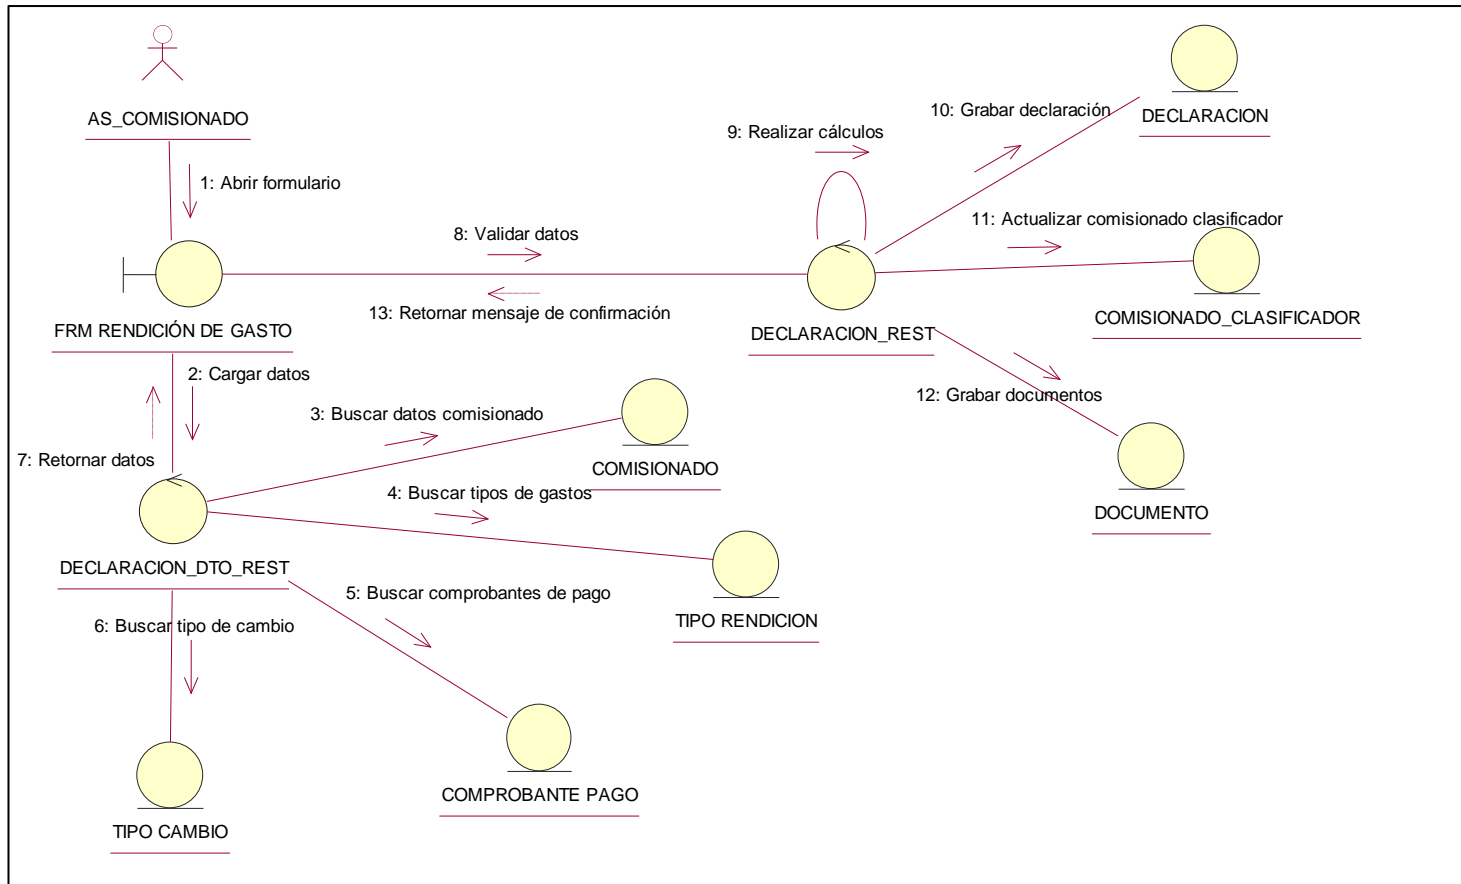 AS_COMISIONADO
1: Abrir formulario
FRM RENDICIÓN DE GASTO
2: Cargar datos
7: Retornar datos
8: Validar datos
13: Retornar mensaje de confirmación
9: Realizar cálculos
DECLARACION_REST
10: Grabar declaración
DECLARACION
11: Actualizar comisionado clasificador
COMISIONADO_CLASIFICADOR
12: Grabar documentos
DOCUMENTO
3: Buscar datos comisionado
COMISIONADO
4: Buscar tipos de gastos
TIPO RENDICION
DECLARACION_DTO_REST
5: Buscar comprobantes de pago
COMPROBANTE PAGO
6: Buscar tipo de cambio
TIPO CAMBIO